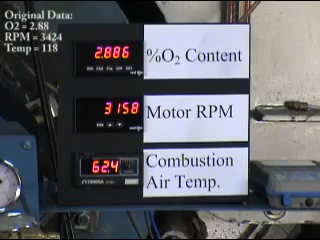 Original Data:
O2 = 2.88
RPM = 3424
Temp = 118
2.886
%O₂ Content
3158
Motor RPM
62.4
Combustion
Air Temp.